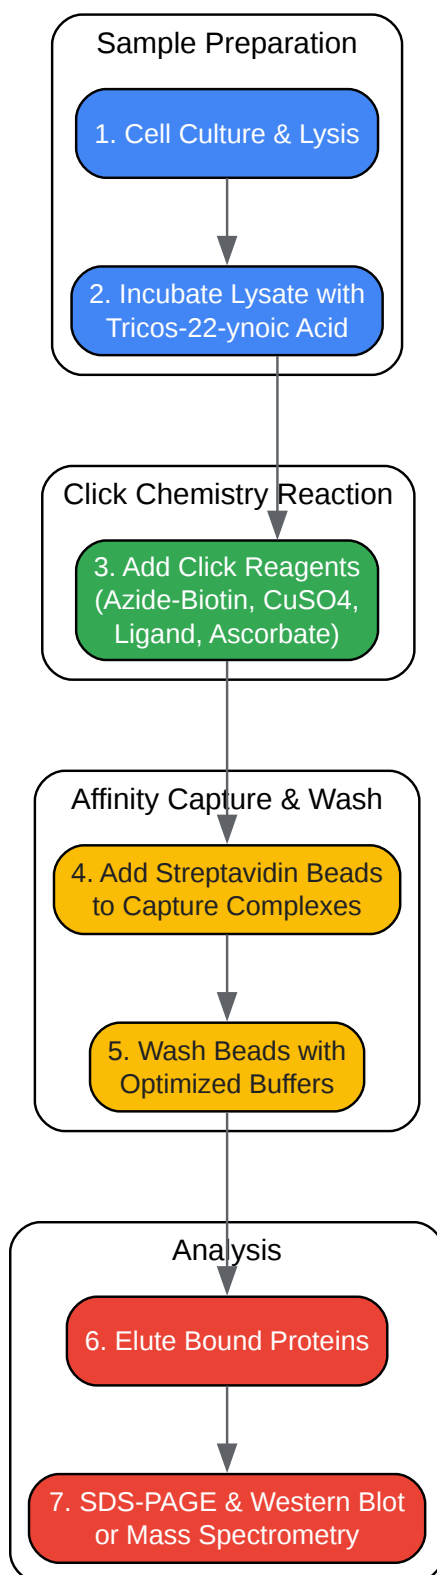 Sample Preparation
1. Cell Culture & Lysis
2. Incubate Lysate with
Tricos-22-ynoic Acid
Click Chemistry Reaction
3. Add Click Reagents
(Azide-Biotin, CuSO4,
Ligand, Ascorbate)
Affinity Capture & Wash
4. Add Streptavidin Beads
to Capture Complexes
5. Wash Beads with
Optimized Buffers
Analysis
6. Elute Bound Proteins
7. SDS-PAGE & Western Blot
or Mass Spectrometry